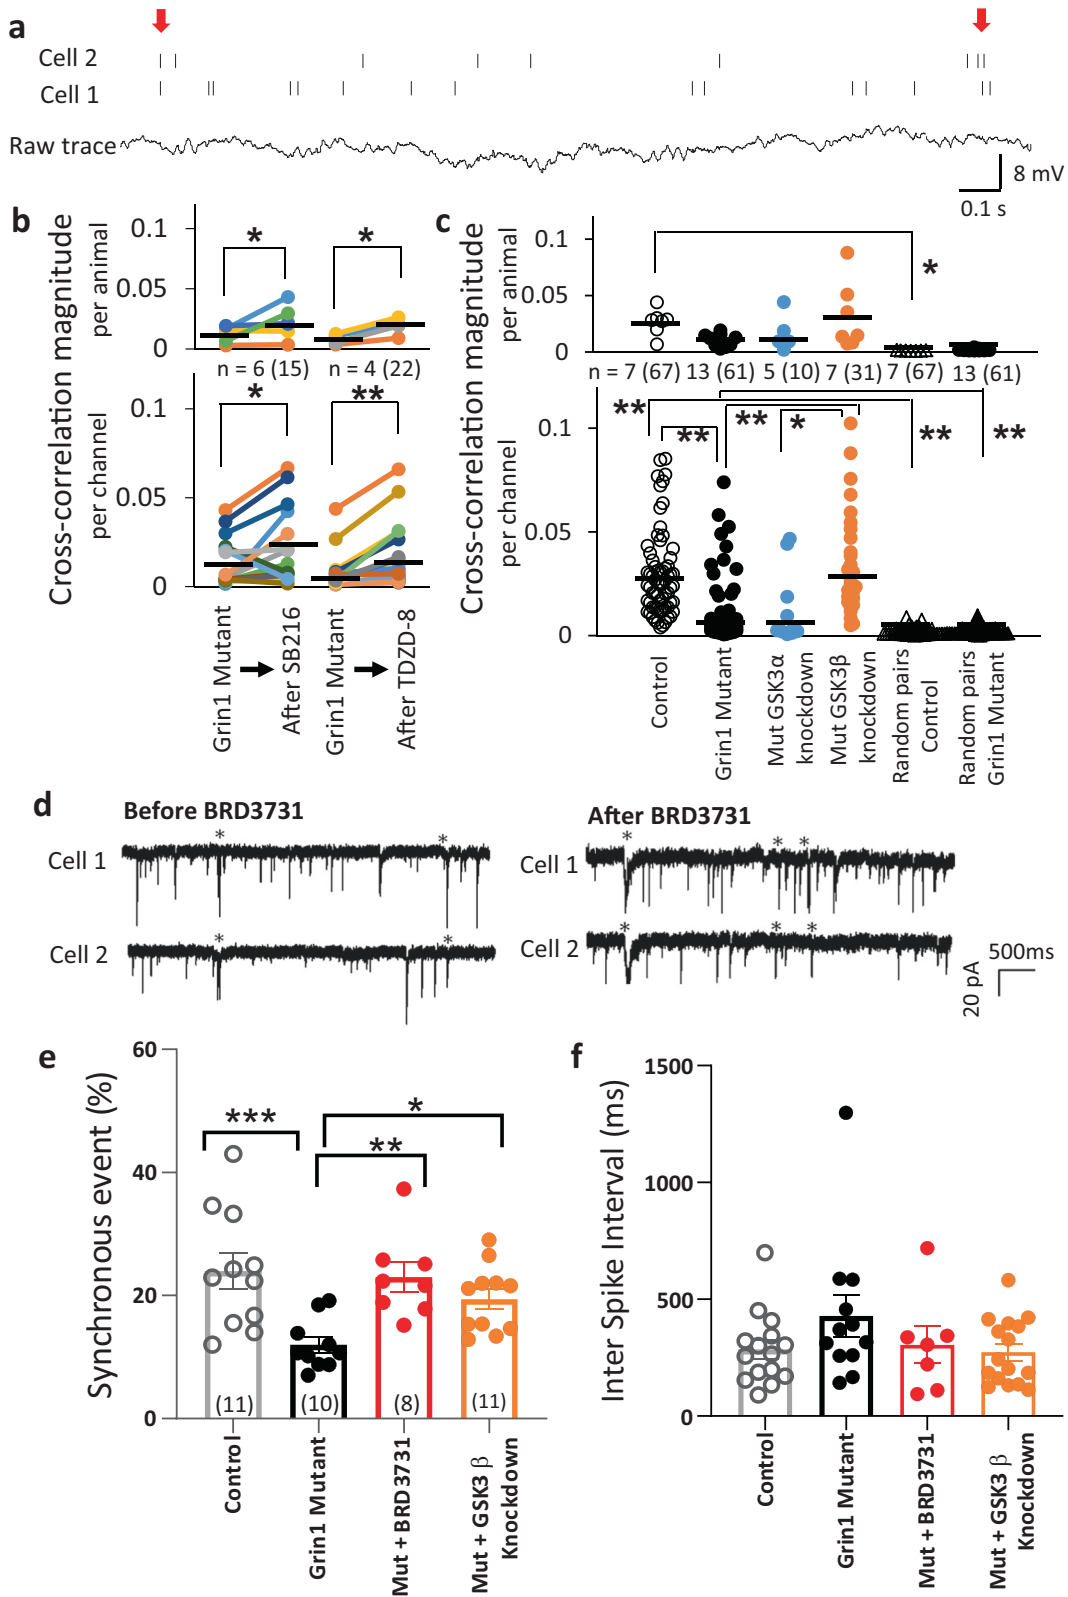 a
Cell 2
Cell 1
Raw trace
8 mV
0.1 s
b
Cross-correlation magnitude
per animal
per channel
0.1
0.05
0
* *
n = 6 (15) n = 4 (22)
* **
0.1
0.05
0
Grin1 Mutant
After SB216
Grin1 Mutant
After TDZD-8
c
Cross-correlation magnitude
per animal
per channel
0.1
0.05
0
*
n = 7 (67) 13 (61) 5 (10) 7 (31) 7 (67) 13 (61)
** ** ** * ** **
0.1
0.05
0
Control
Grin1 Mutant
Mut GSK3α
knockdown
Mut GSK3β
knockdown
Random pairs
Control
Random pairs
Grin1 Mutant
d
Before BRD3731
After BRD3731
Cell 1
* *
* * *
Cell 2
* *
* * *
500ms
20 pA
e
Synchronous event (%)
60
40
20
0
*** ** *
(11) (10) (8) (11)
Control
Grin1 Mutant
Mut + BRD3731
Mut + GSK3 β
Knockdown
f
Inter Spike Interval (ms)
1500
1000
500
0
Control
Grin1 Mutant
Mut + BRD3731
Mut + GSK3 β
Knockdown